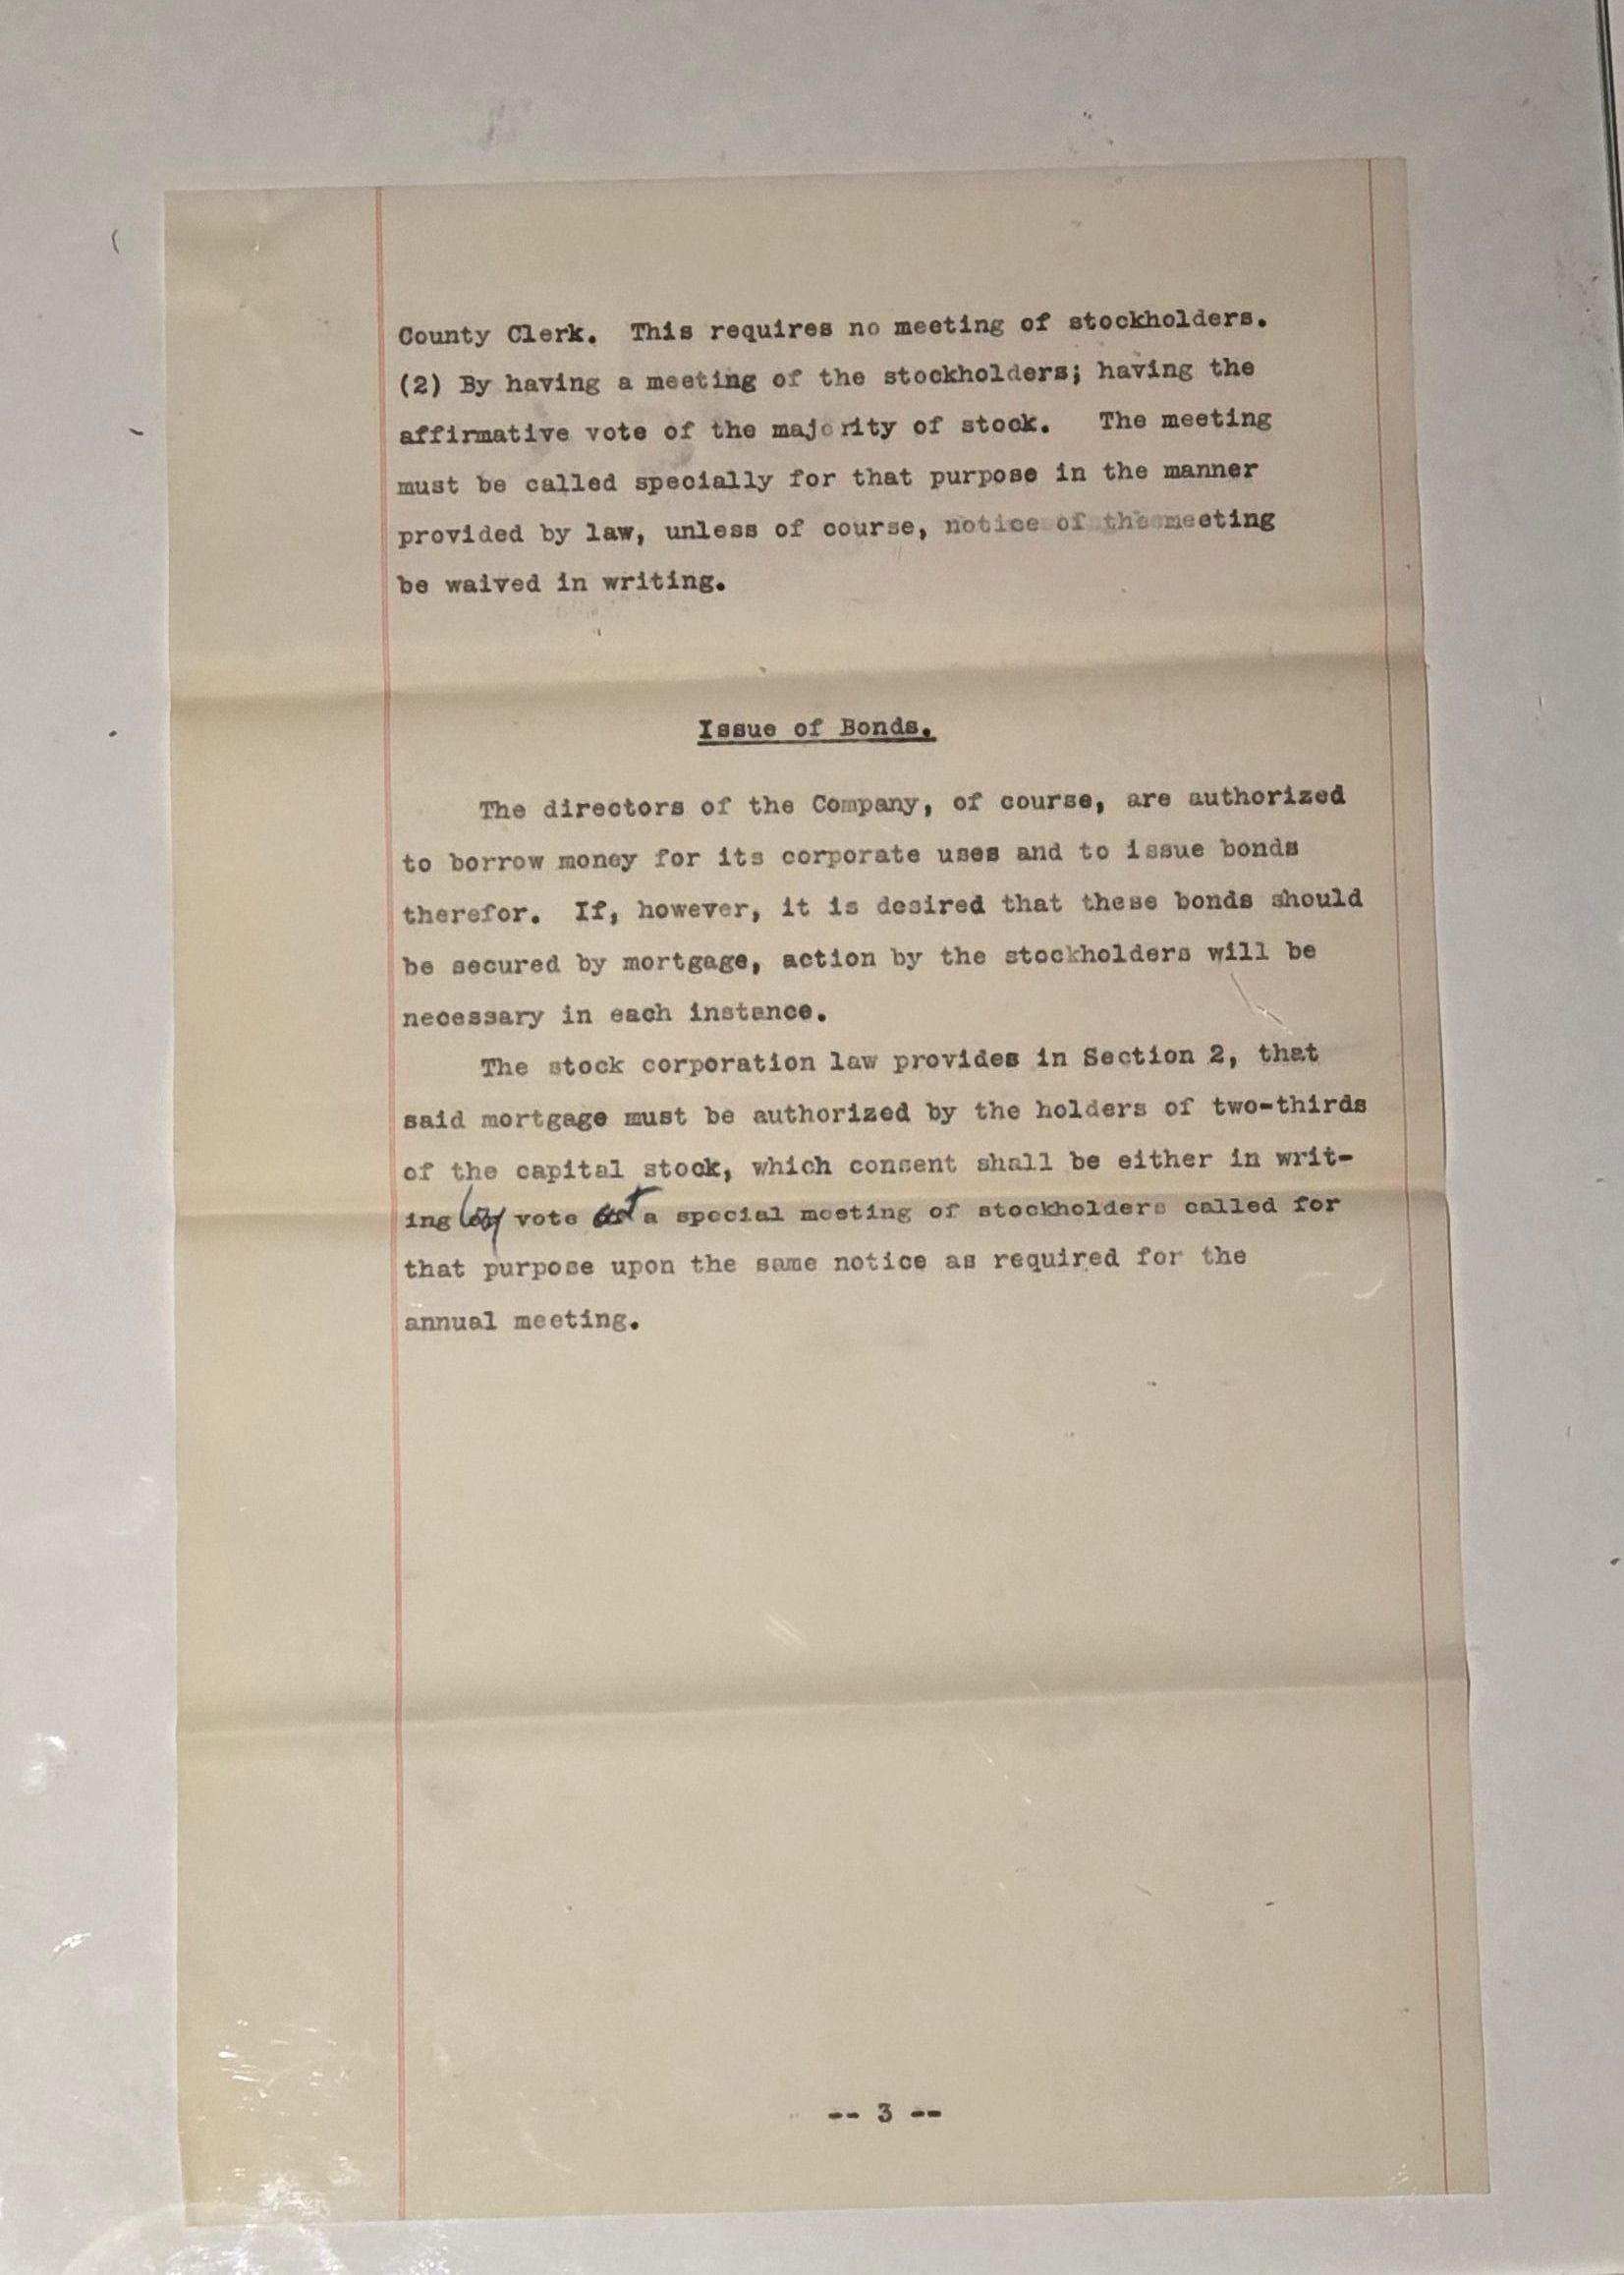 County Clerk. This requires no meeting of stockholders.
(2) By having a meeting of the stockholders; having the
affirmative vote of the majority of stock. The meeting
must be called specially for that purpose in the manner
provided by law, unless of course, notice of the meeting
be waived in writing.
Issue of Bonds.
The directors of the Company, of course, are authorized
to borrow money for its corporate uses and to issue bonds
therefor. If, however, it is desired that these bonds should
be secured by mortgage, action by the stockholders will be
necessary in each instance.
The stock corporation law provides in Section 2, that
said mortgage must be authorized by the holders of two-thirds
of the capital stock, which consent shall be either in writ-
ing vote at a special meeting of stockholders called for
that purpose upon the same notice as required for the
annual meeting.
-- 3 --